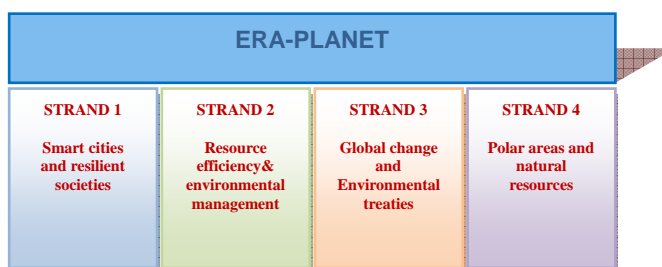 ERA-PLANET
STRAND 1
Smart cities
and resilient
societies
STRAND 2
Resource
efficiency&
environmental
management
STRAND 3
Global change
and
Environmental
treaties
STRAND 4
Polar areas and
natural
resources